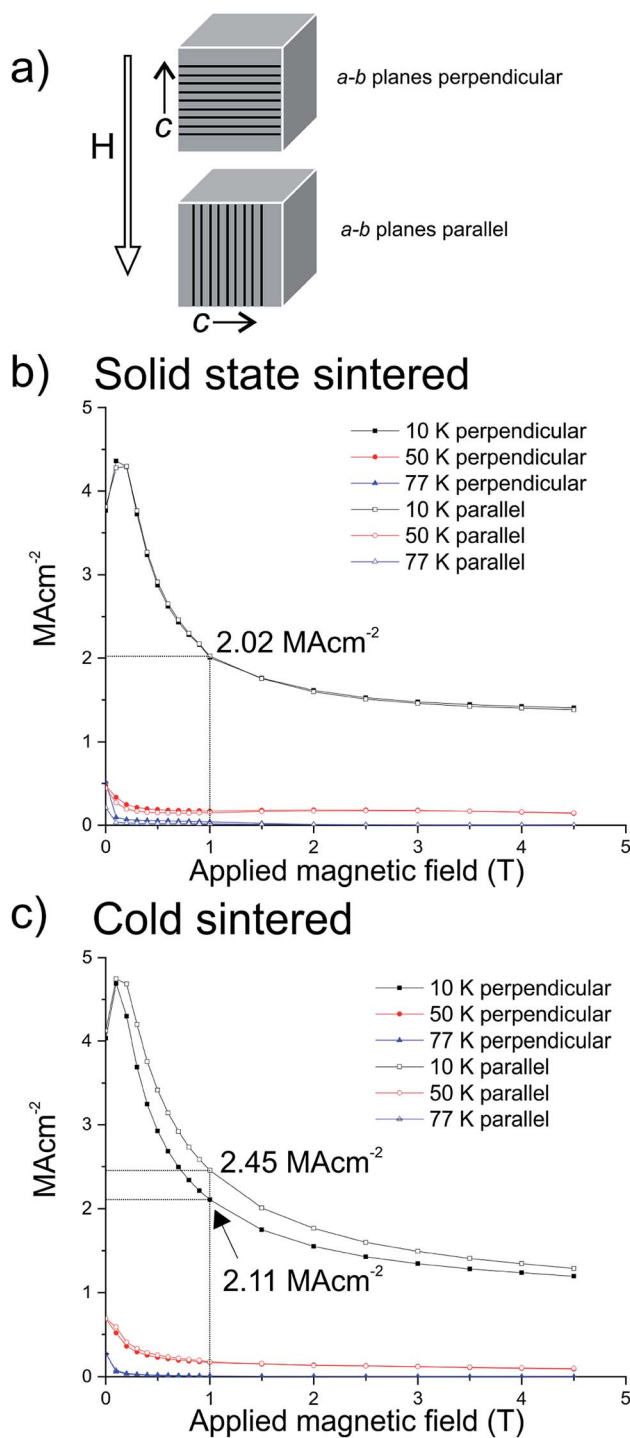 a)
H
c
a-b planes perpendicular
a-b planes parallel
c
b) Solid state sintered
5
4
3
2
1
0
MAcm-2
10 K perpendicular
50 K perpendicular
77 K perpendicular
10 K parallel
50 K parallel
77 K parallel
2.02 MAcm-2
0 1 2 3 4 5
Applied magnetic field (T)
c) Cold sintered
5
4
3
2
1
0
MAcm-2
10 K perpendicular
50 K perpendicular
77 K perpendicular
10 K parallel
50 K parallel
77 K parallel
2.45 MAcm-2
2.11 MAcm-2
0 1 2 3 4 5
Applied magnetic field (T)